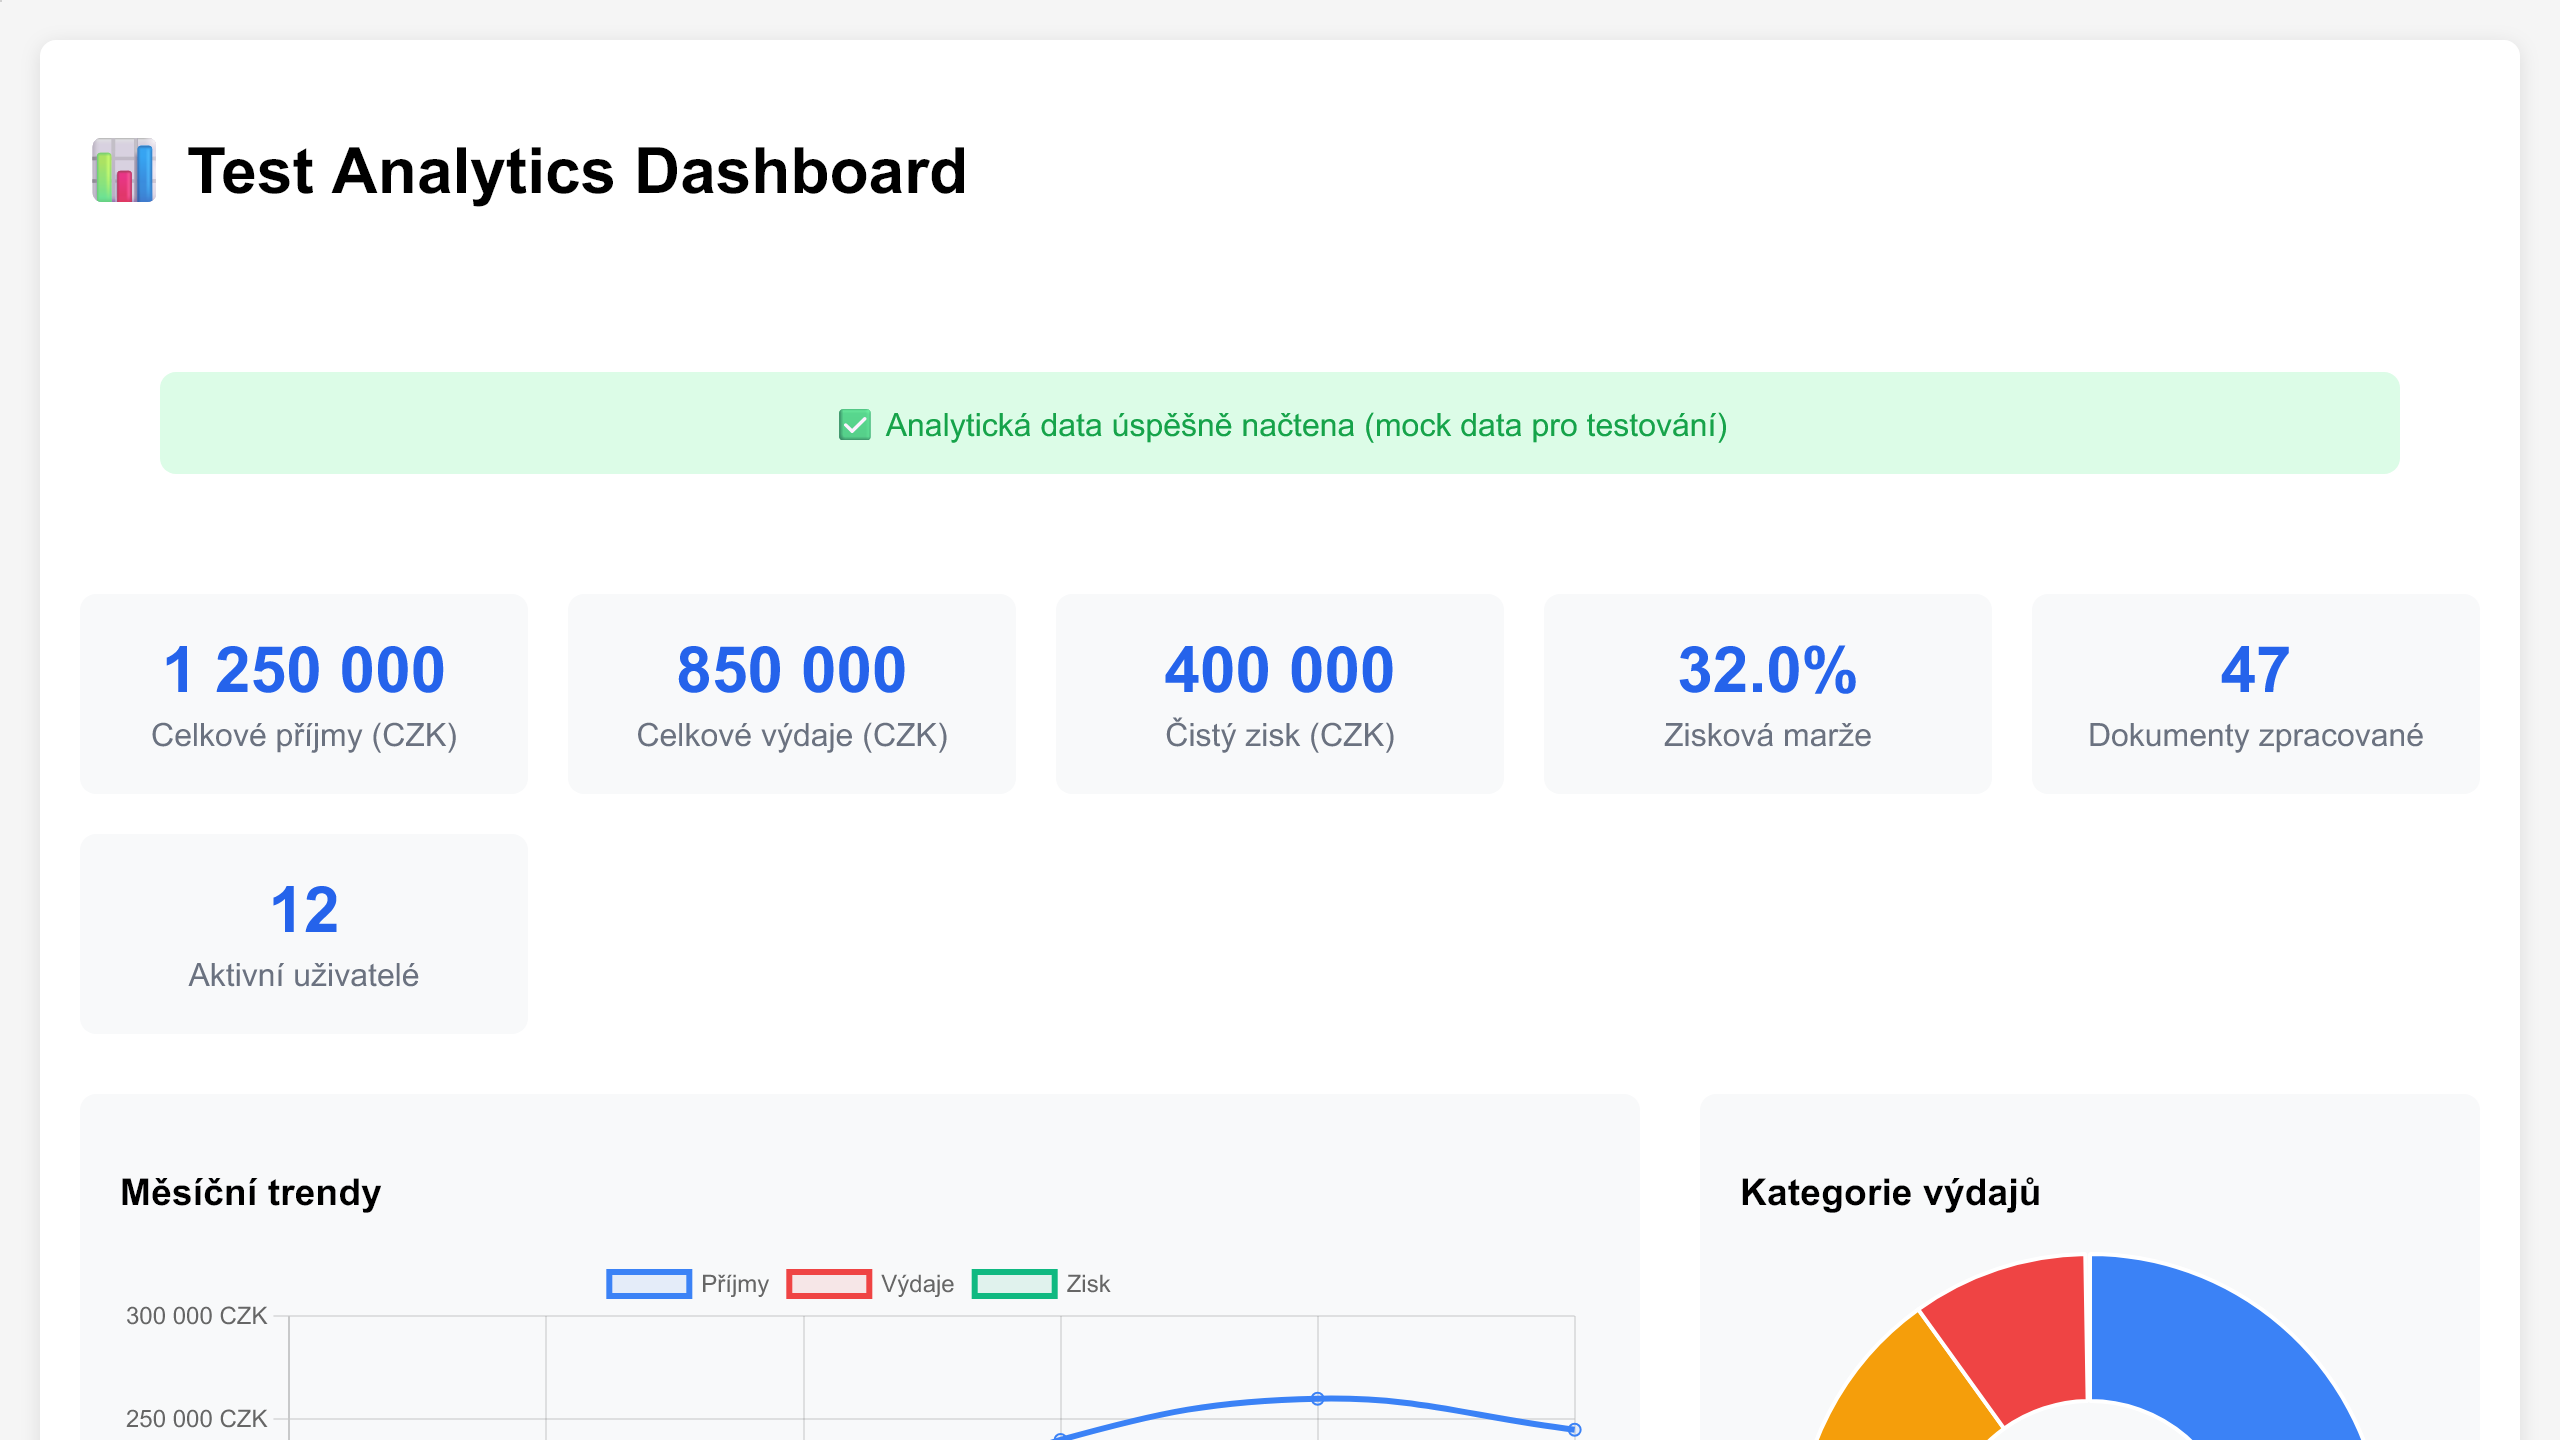 Test Analytics Dashboard
Analytická data úspěšně načtena (mock data pro testování)
1 250 000
Celkové příjmy (CZK)
850 000
Celkové výdaje (CZK)
400 000
Čistý zisk (CZK)
32.0%
Zisková marže
47
Dokumenty zpracované
12
Aktivní uživatelé
Měsíční trendy
Příjmy
Výdaje
Zisk
300 000 CZK
250 000 CZK
Kategorie výdajů